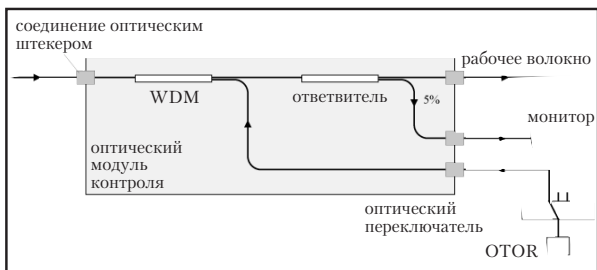 соединение оптическим
штекером
рабочее волокно
WDM
ответвитель
5%
монитор
оптический
модуль
контроля
оптический
переключатель
OTOR